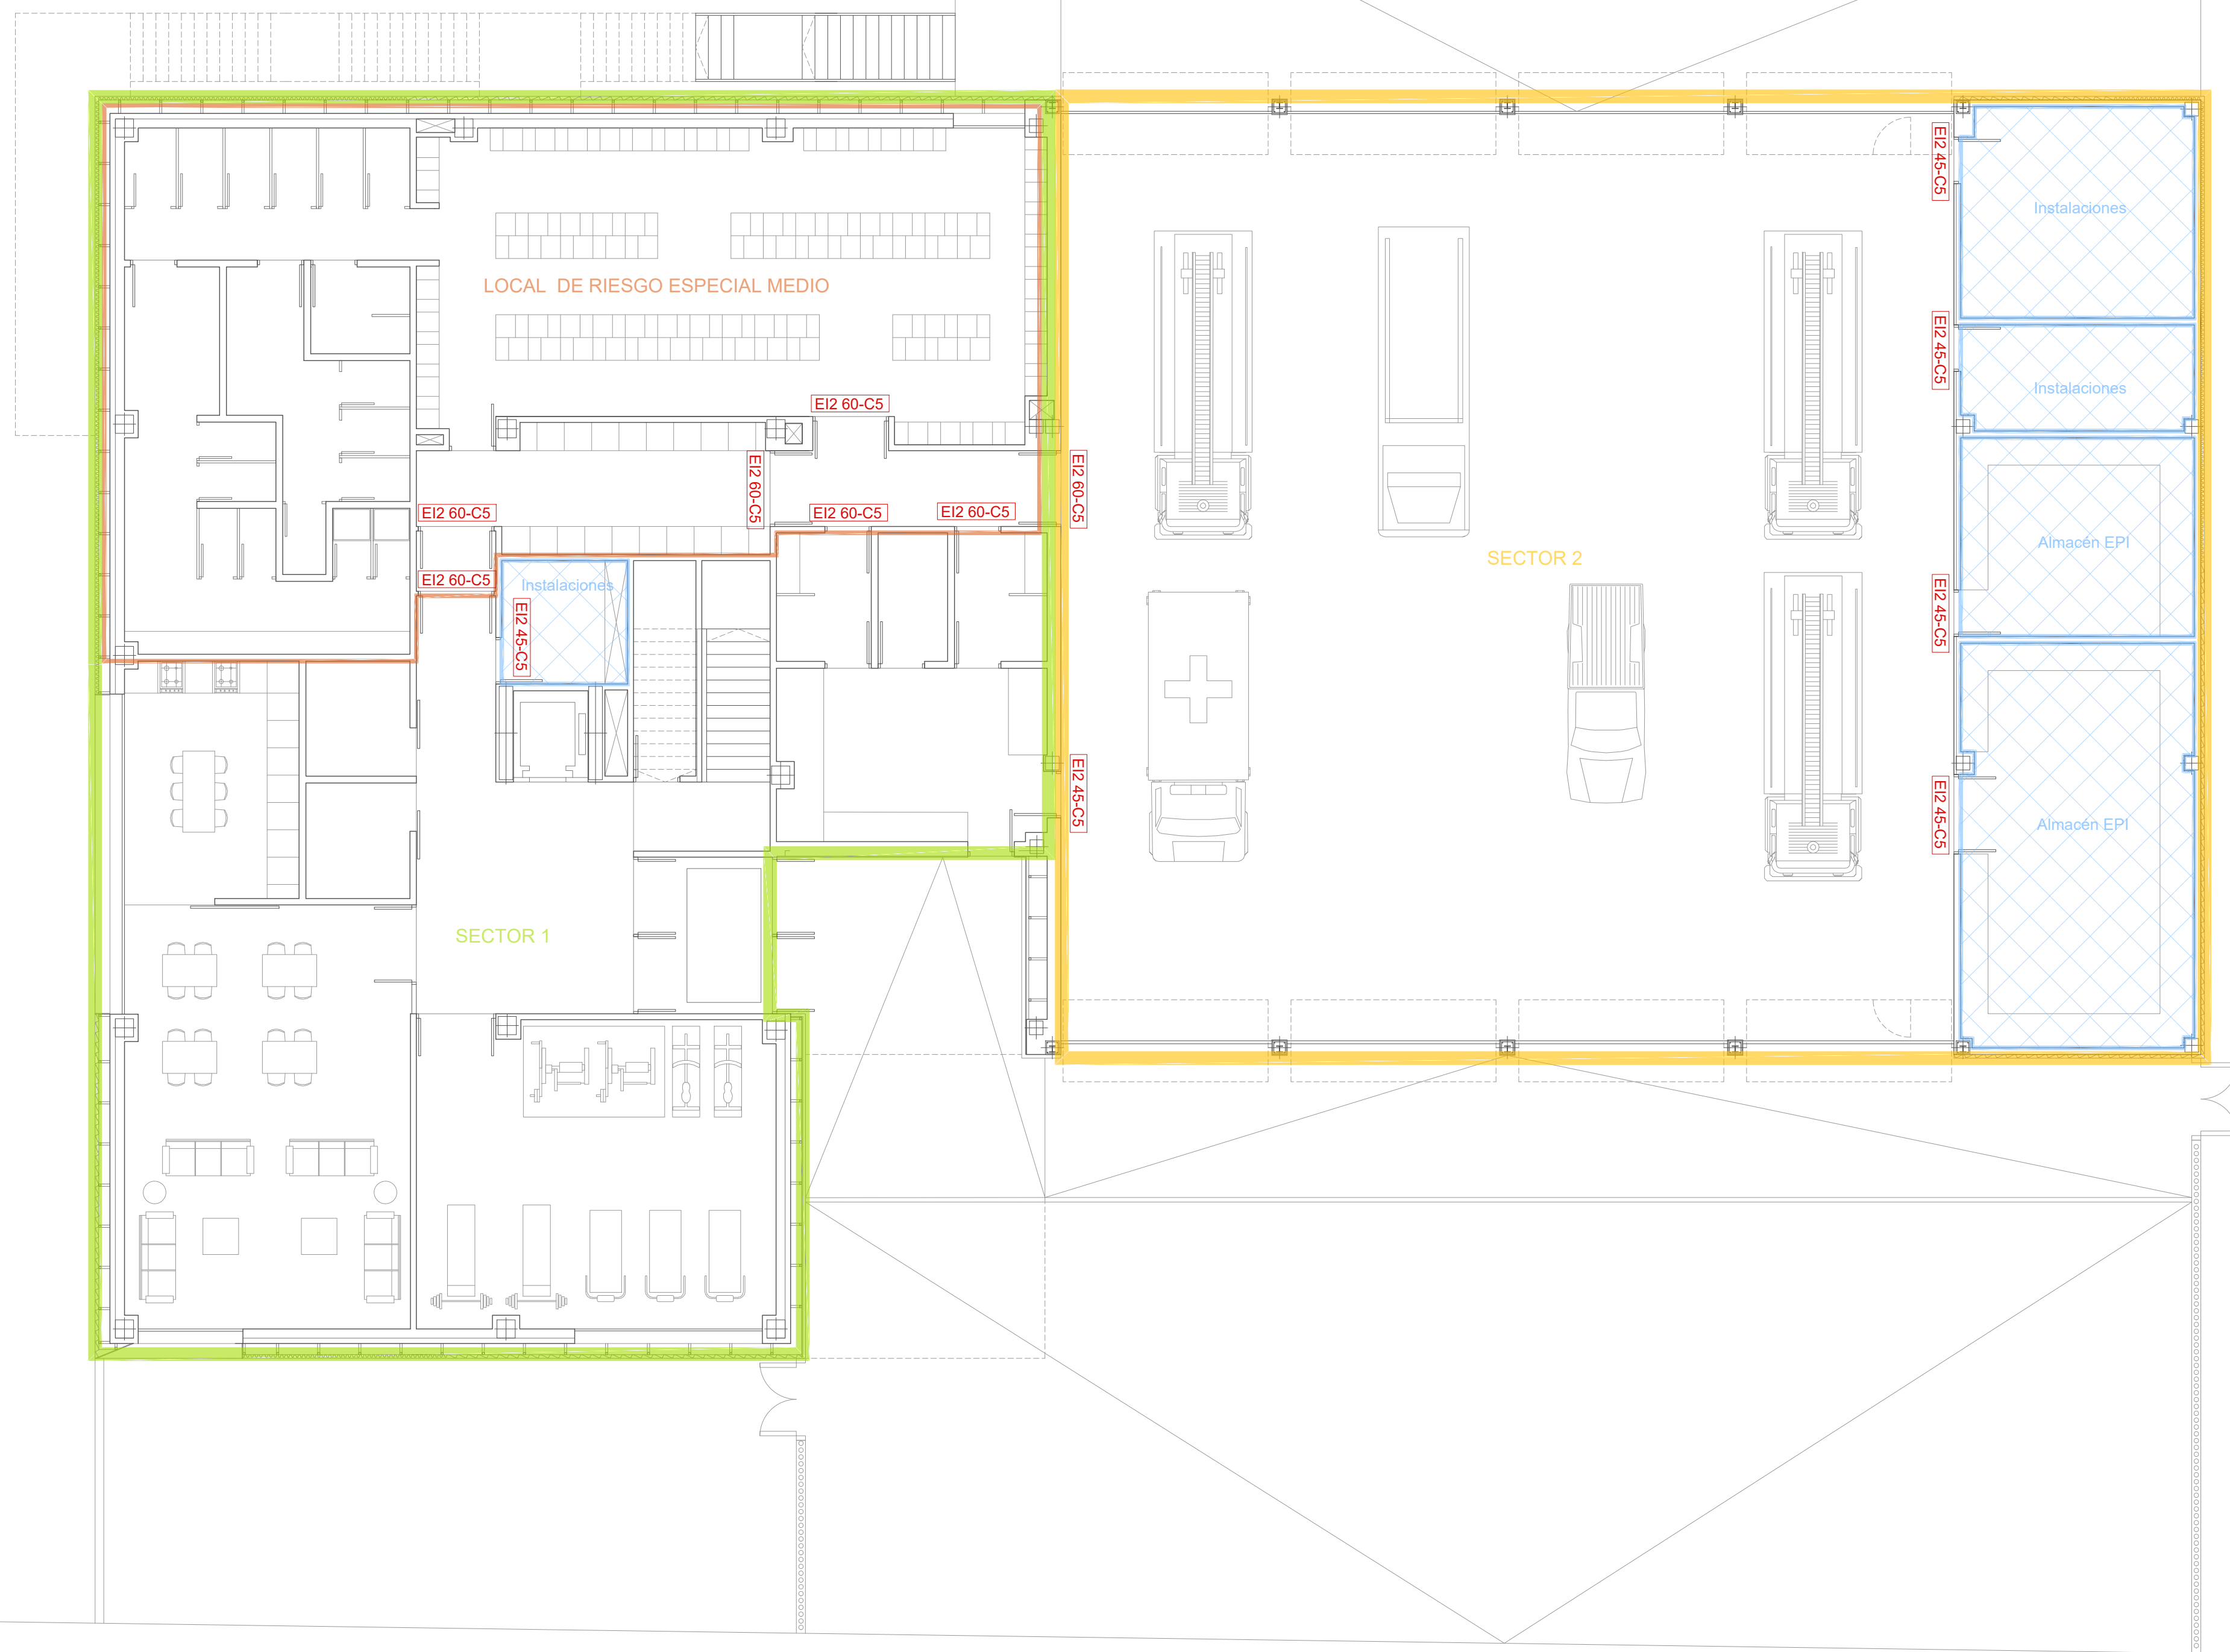 EI2 45-C5
Instalaciones
LOCAL  DE RIESGO ESPECIAL MEDIO
EI2 45-C5
Instalaciones
EI2 60-C5
EI2 60-C5
EI2 60-C5
EI2 60-C5
EI2 60-C5
EI2 60-C5
Almacén EPI
SECTOR 2
EI2 60-C5
Instalaciones
EI2 45-C5
EI2 45-C5
EI2 45-C5
EI2 45-C5
Almacén EPI
SECTOR 1